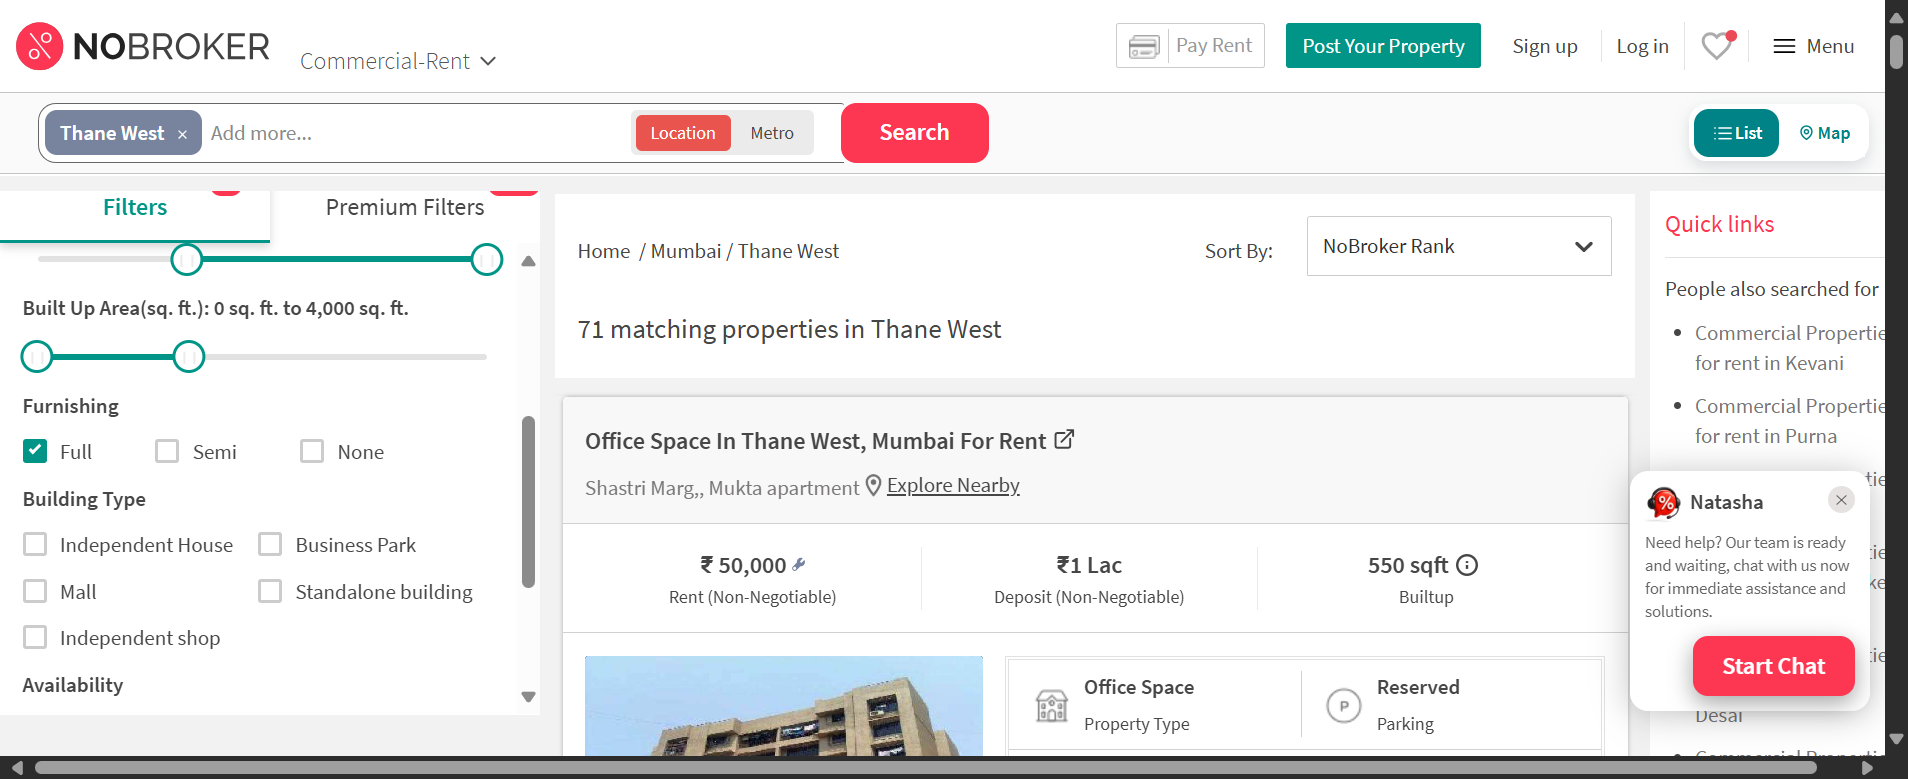 NOBROKER
Commercial-Rent
Pay Rent
Post Your Property
Sign up
Log in
Menu
Thane West ×
Add more...
Location
Metro
Search
List
Map
Filters
Premium Filters
Built Up Area(sq. ft.): 0 sq. ft. to 4,000 sq. ft.
Furnishing
Full
Semi
None
Building Type
Independent House
Business Park
Mall
Standalone building
Independent shop
Availability
Home / Mumbai / Thane West
Sort By:
NoBroker Rank
71 matching properties in Thane West
Office Space In Thane West, Mumbai For Rent
Shastri Marg,, Mukta apartment
Explore Nearby
₹ 50,000
Rent (Non-Negotiable)
₹1 Lac
Deposit (Non-Negotiable)
550 sqft
Builtup
Office Space
Property Type
P
Reserved
Parking
Quick links
People also searched for
Commercial Propertie
for rent in Kevani
Commercial Propertie
for rent in Purna
Natasha
Need help? Our team is ready
and waiting, chat with us now
for immediate assistance and
solutions.
Start Chat
Desai